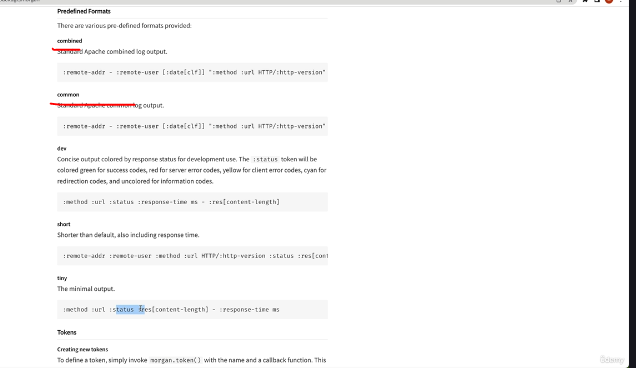 Predefined Formats
There are various pre-defined formats provided:
combined
Standard Apache combined log output.
:remote-addr - :remote-user [:date[clf]] ":method :url HTTP/:http-version"
common
Standard Apache common log output.
:remote-addr - :remote-user [:date[clf]] ":method :url HTTP/:http-version"
dev
Concise output colored by response status for development use. The :status token will be
colored green for success codes, red for server error codes, yellow for client error codes, cyan for
redirection codes, and uncolored for information codes.
:method :url :status :response-time ms - :res[content-length]
short
Shorter than default, also including response time.
:remote-addr :remote-user :method :url HTTP/:http-version :status :res[cont
tiny
The minimal output.
:method :url :status :res[content-length] - :response-time ms
Tokens
Creating new tokens
To define a token, simply invoke morgan.token() with the name and a callback function. This
Udemy